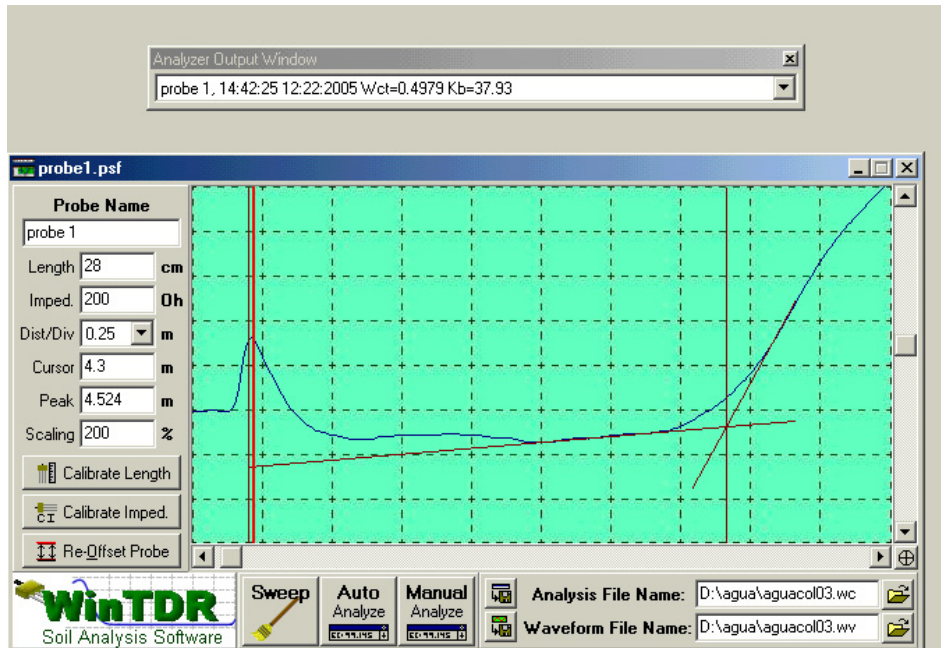 Analyzer Output Window
probe 1, 14:42:25 12:22:2005 Wct=0.4979 Kb=37.93
probe1.psf
Probe Name
probe 1
Length 28 cm
Imped. 200 Oh
Dist/Div 0.25 m
Cursor 4.3 m
Peak 4.524 m
Scaling 200 %
Calibrate Length
CI Calibrate Imped.
Re-Offset Probe
WinTDR
Soil Analysis Software
Sweep
Auto
Analyze
Manual
Analyze
Analysis File Name: D:\agua\aguacol03.wc
Waveform File Name: D:\agua\aguacol03.wv